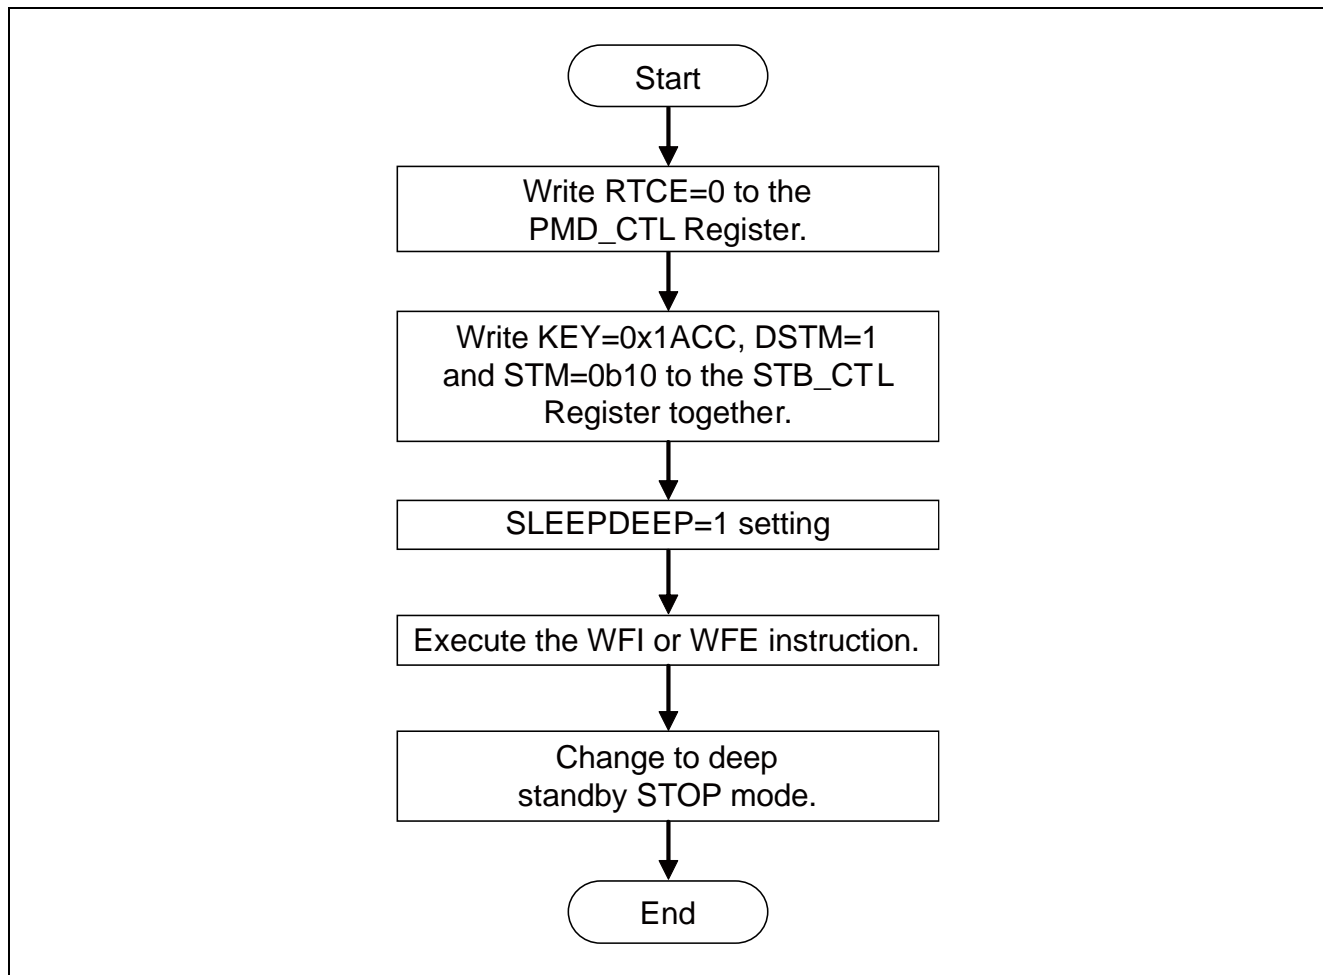 Start
Write RTCE=0 to the
PMD_CTL Register.
Write KEY=0x1ACC, DSTM=1
and STM=0b10 to the STB_CTL
Register together.
SLEEPDEEP=1 setting
Execute the WFI or WFE instruction.
Change to deep
standby STOP mode.
End